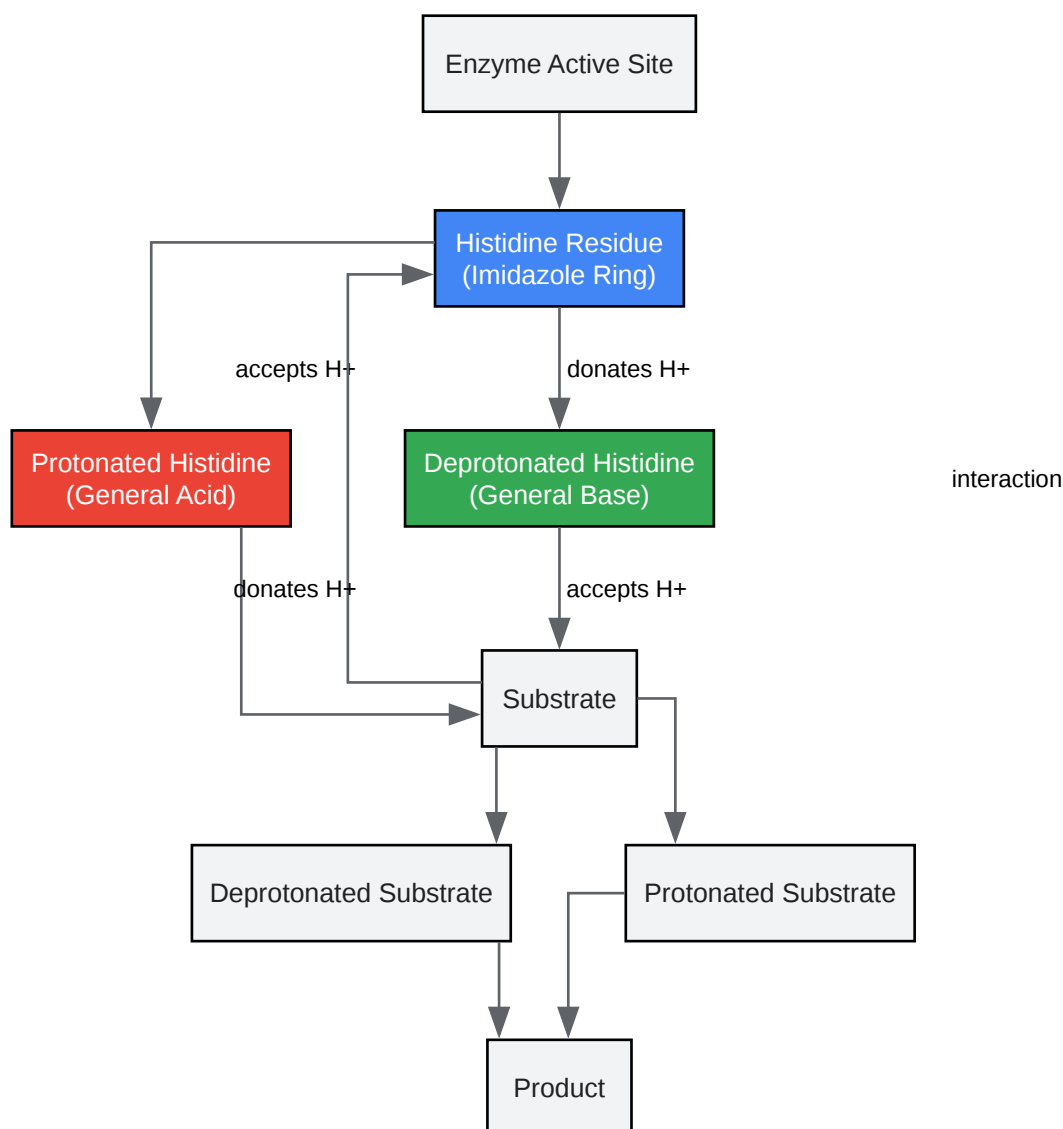 Enzyme Active Site
Histidine Residue
(Imidazole Ring)
accepts H+
donates H+
Protonated Histidine
(General Acid)
Deprotonated Histidine
(General Base)
interaction
donates H+
accepts H+
Substrate
Deprotonated Substrate
Protonated Substrate
Product